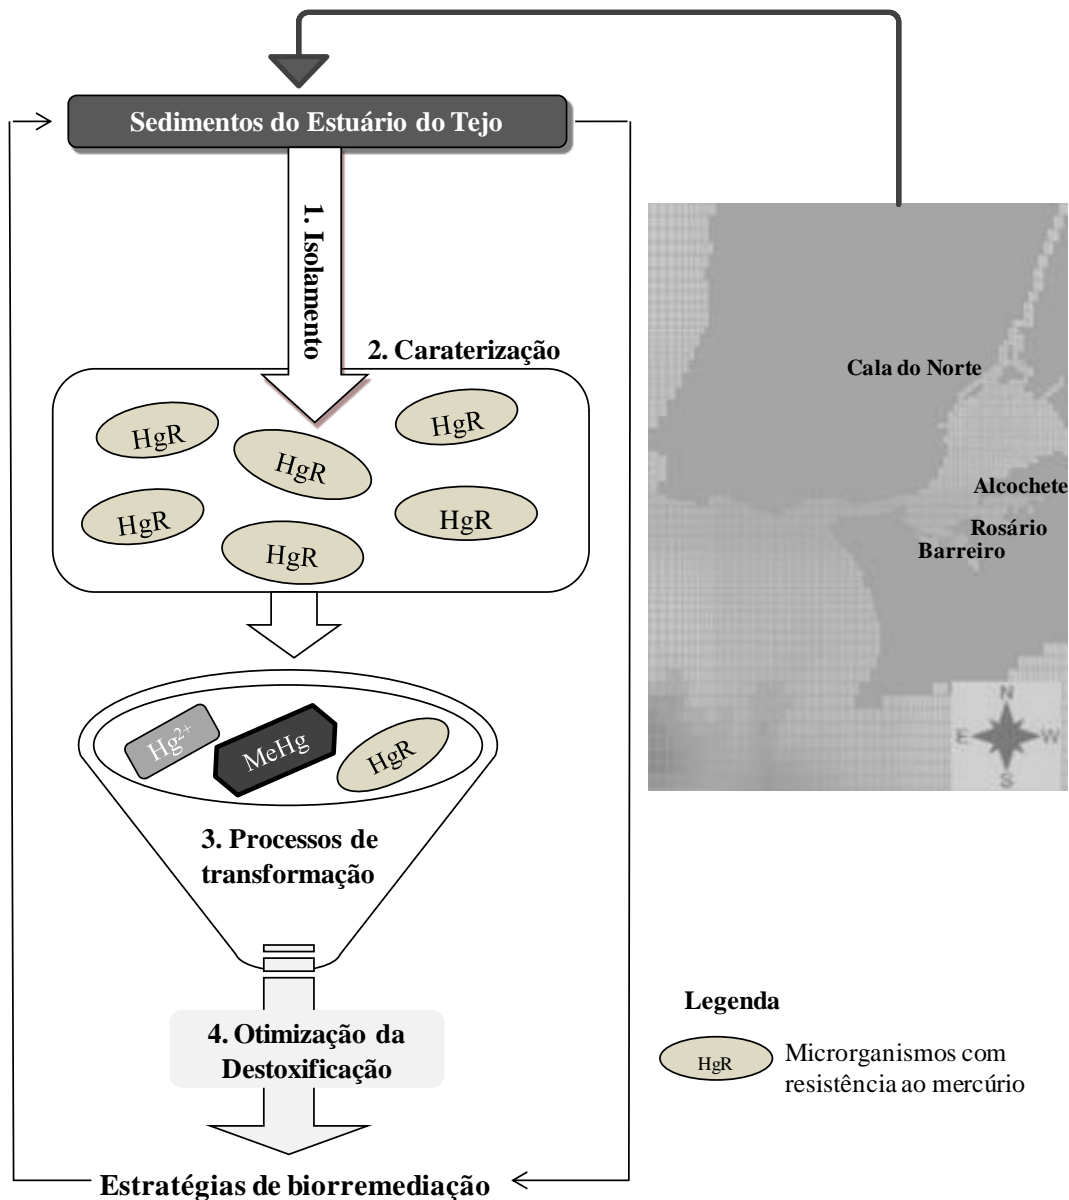 Sedimentos do Estuário do Tejo
1. Isolamento
2. Caraterização
HgR
HgR
HgR
HgR
HgR
HgR
Hg²⁺
MeHg
HgR
3. Processos de
transformação
4. Otimização da
Destoxificação
Estratégias de biorremediação
Cala do Norte
Alcochete
Rosário
Barreiro
N
E
W
S
Legenda
HgR
Microrganismos com
resistência ao mercúrio